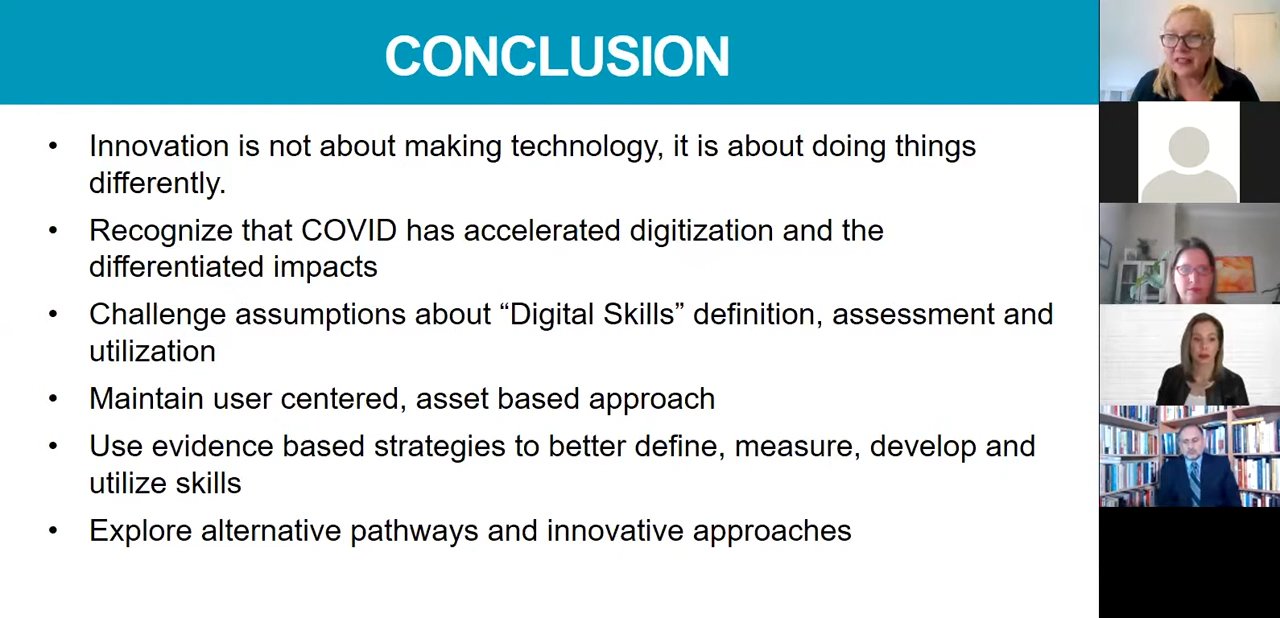 CONCLUSION
• Innovation is not about making technology, it is about doing things
differently.
• Recognize that COVID has accelerated digitization and the
differentiated impacts
• Challenge assumptions about “Digital Skills” definition, assessment and
utilization
• Maintain user centered, asset based approach
• Use evidence based strategies to better define, measure, develop and
utilize skills
• Explore alternative pathways and innovative approaches